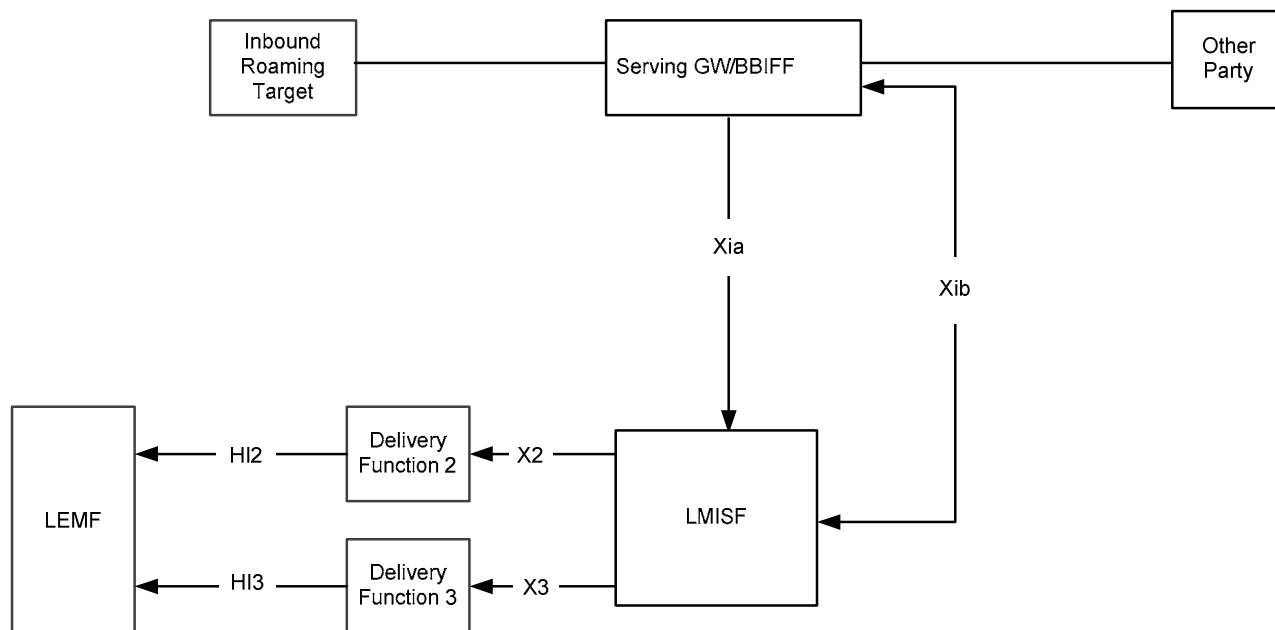 Inbound
Roaming
Target
Serving GW/BBIFF
Other
Party
Xia
Xib
LEMF
HI2
Delivery
Function 2
X2
LMISF
HI3
Delivery
Function 3
X3